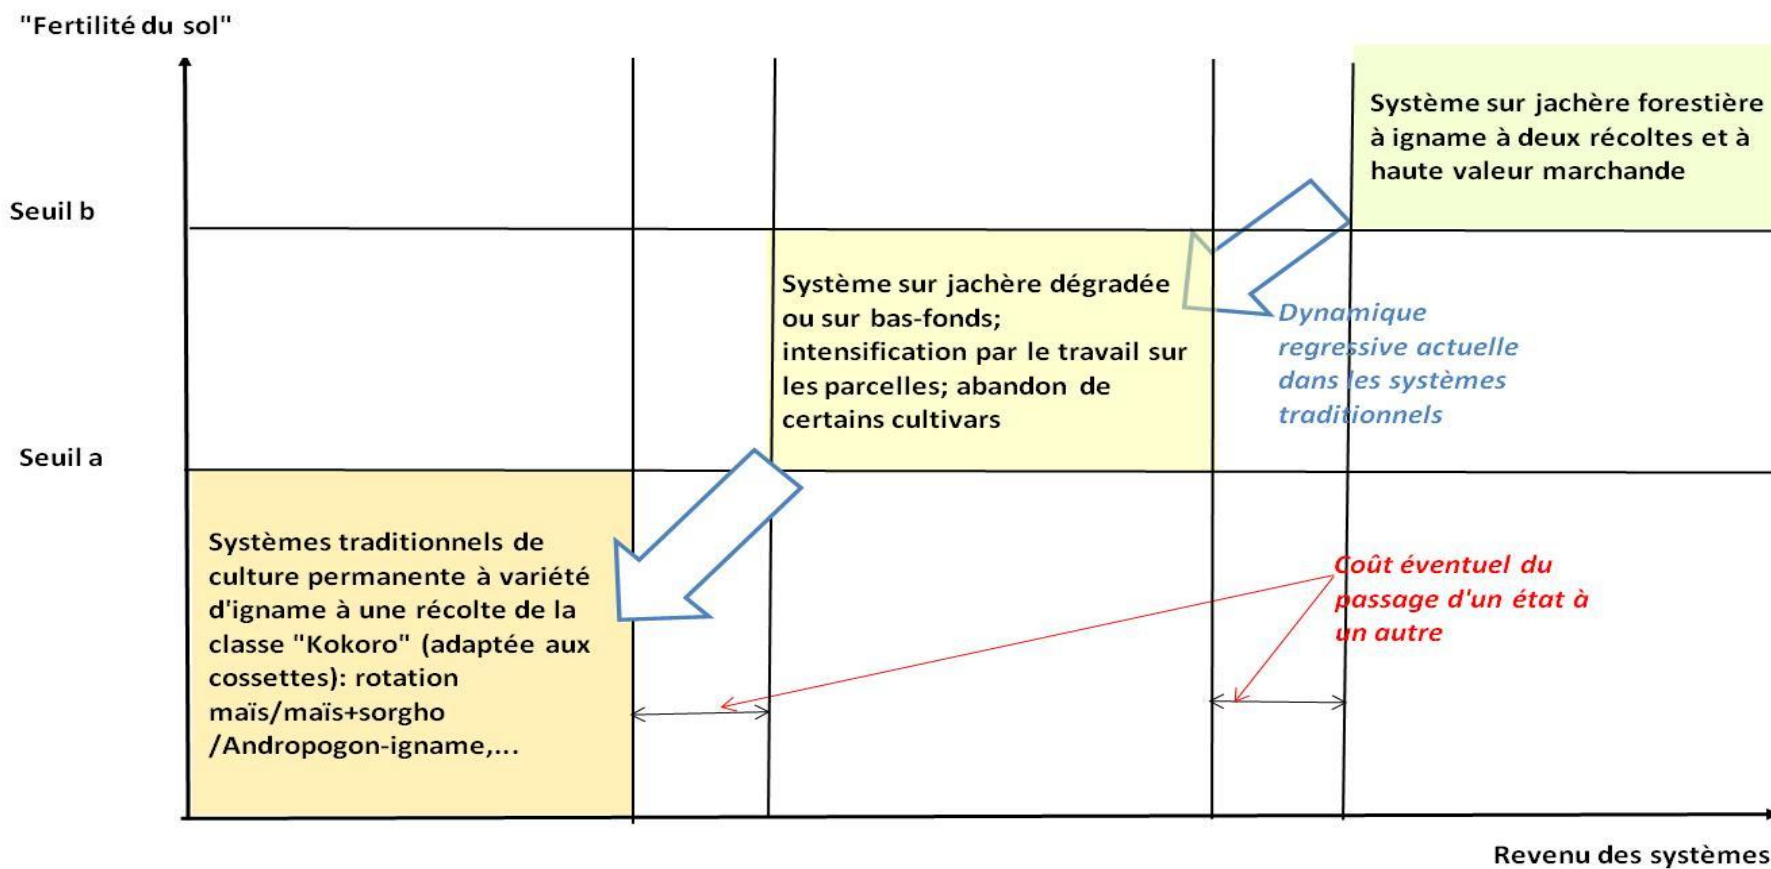 "Fertilité du sol"
Système sur jachère forestière
à igname à deux récoltes et à
haute valeur marchande
Seuil b
Système sur jachère dégradée
ou sur bas-fonds;
intensification par le travail sur
les parcelles; abandon de
certains cultivars
Dynamique
regressive actuelle
dans les systèmes
traditionnels
Seuil a
Systèmes traditionnels de
culture permanente à variété
d'igname à une récolte de la
classe "Kokoro" (adaptée aux
cossettes): rotation
maïs/maïs+sorgho
/Andropogon-igname,...
Coût éventuel du
passage d'un état à
un autre
Revenu des systèmes